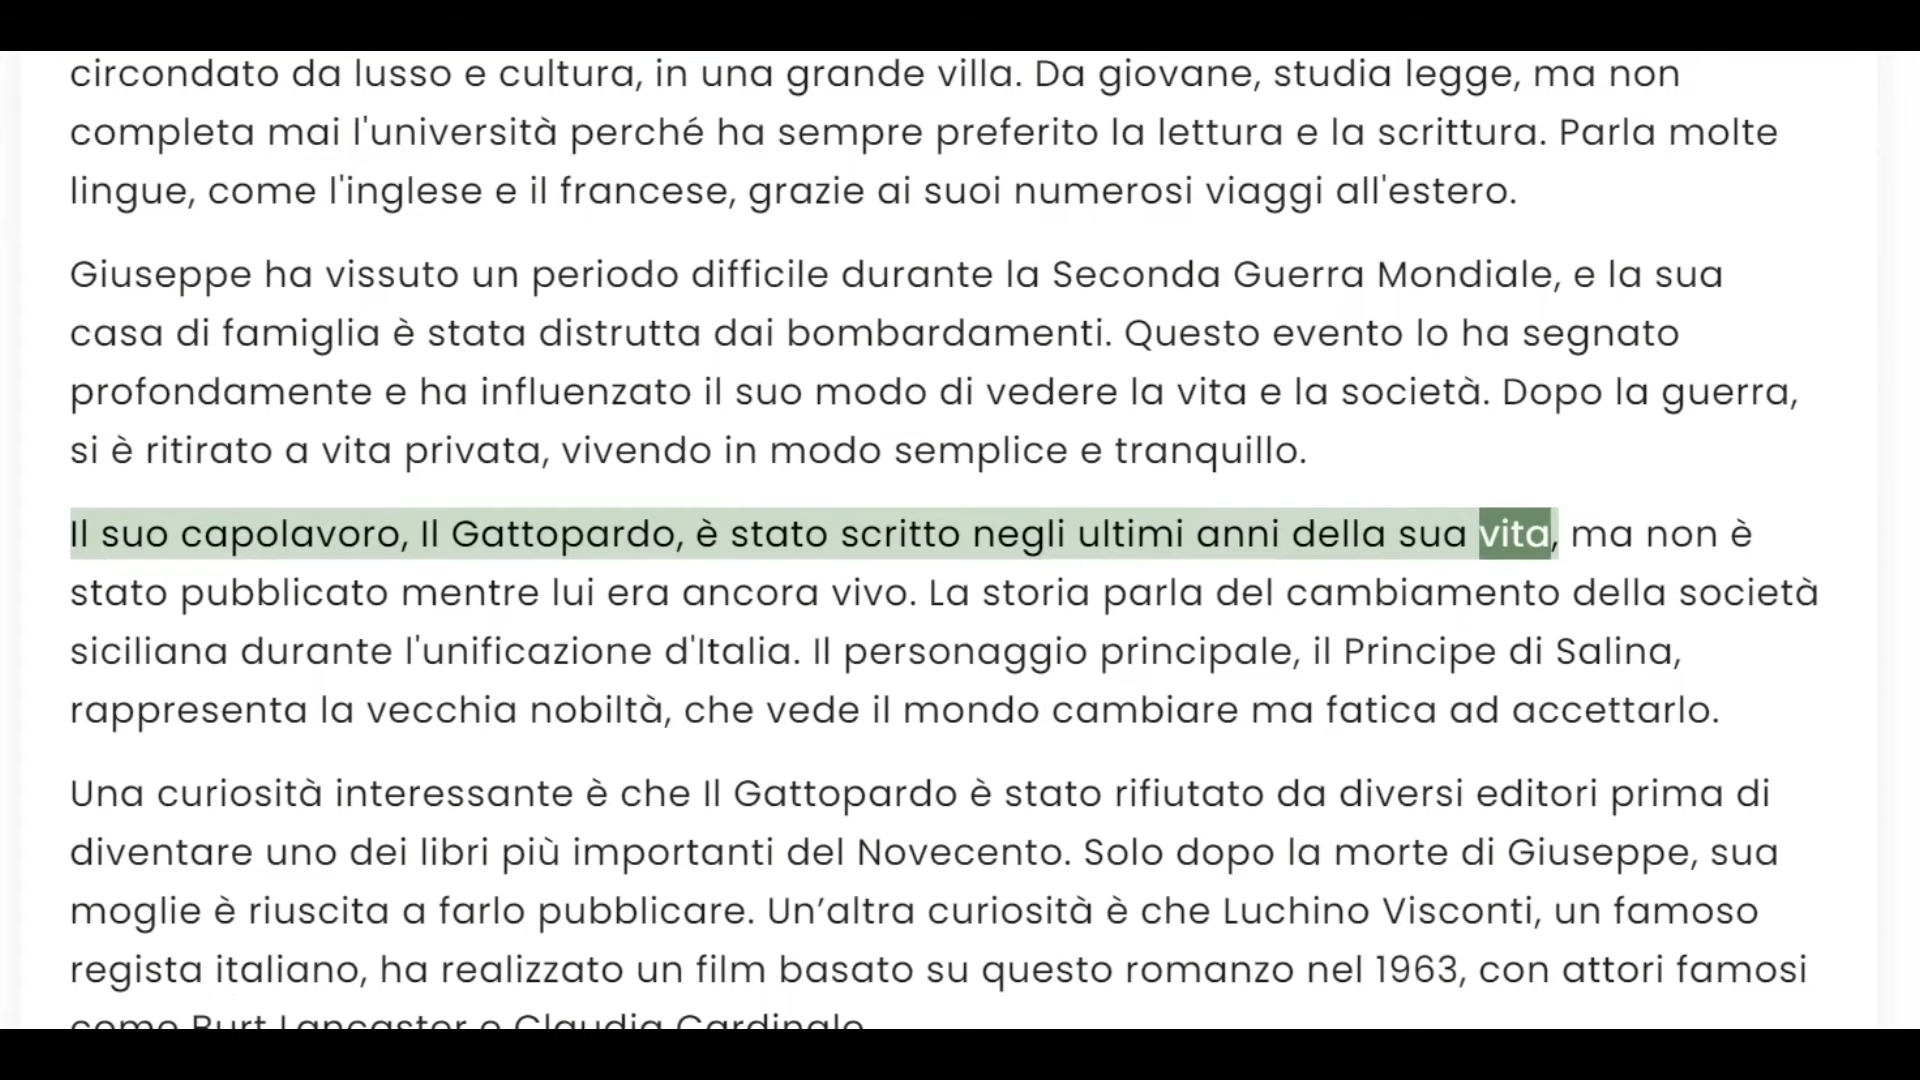 circondato da lusso e cultura, in una grande villa. Da giovane, studia legge, ma non
completa mai l'università perché ha sempre preferito la lettura e la scrittura. Parla molte
lingue, come l'inglese e il francese, grazie ai suoi numerosi viaggi all'estero.
Giuseppe ha vissuto un periodo difficile durante la Seconda Guerra Mondiale, e la sua
casa di famiglia è stata distrutta dai bombardamenti. Questo evento lo ha segnato
profondamente e ha influenzato il suo modo di vedere la vita e la società. Dopo la guerra,
si è ritirato a vita privata, vivendo in modo semplice e tranquillo.
Il suo capolavoro, Il Gattopardo, è stato scritto negli ultimi anni della sua vita, ma non è
stato pubblicato mentre lui era ancora vivo. La storia parla del cambiamento della società
siciliana durante l'unificazione d'Italia. Il personaggio principale, il Principe di Salina,
rappresenta la vecchia nobiltà, che vede il mondo cambiare ma fatica ad accettarlo.
Una curiosità interessante è che Il Gattopardo è stato rifiutato da diversi editori prima di
diventare uno dei libri più importanti del Novecento. Solo dopo la morte di Giuseppe, sua
moglie è riuscita a farlo pubblicare. Un’altra curiosità è che Luchino Visconti, un famoso
regista italiano, ha realizzato un film basato su questo romanzo nel 1963, con attori famosi
come Burt Lancaster e Claudia Cardinale